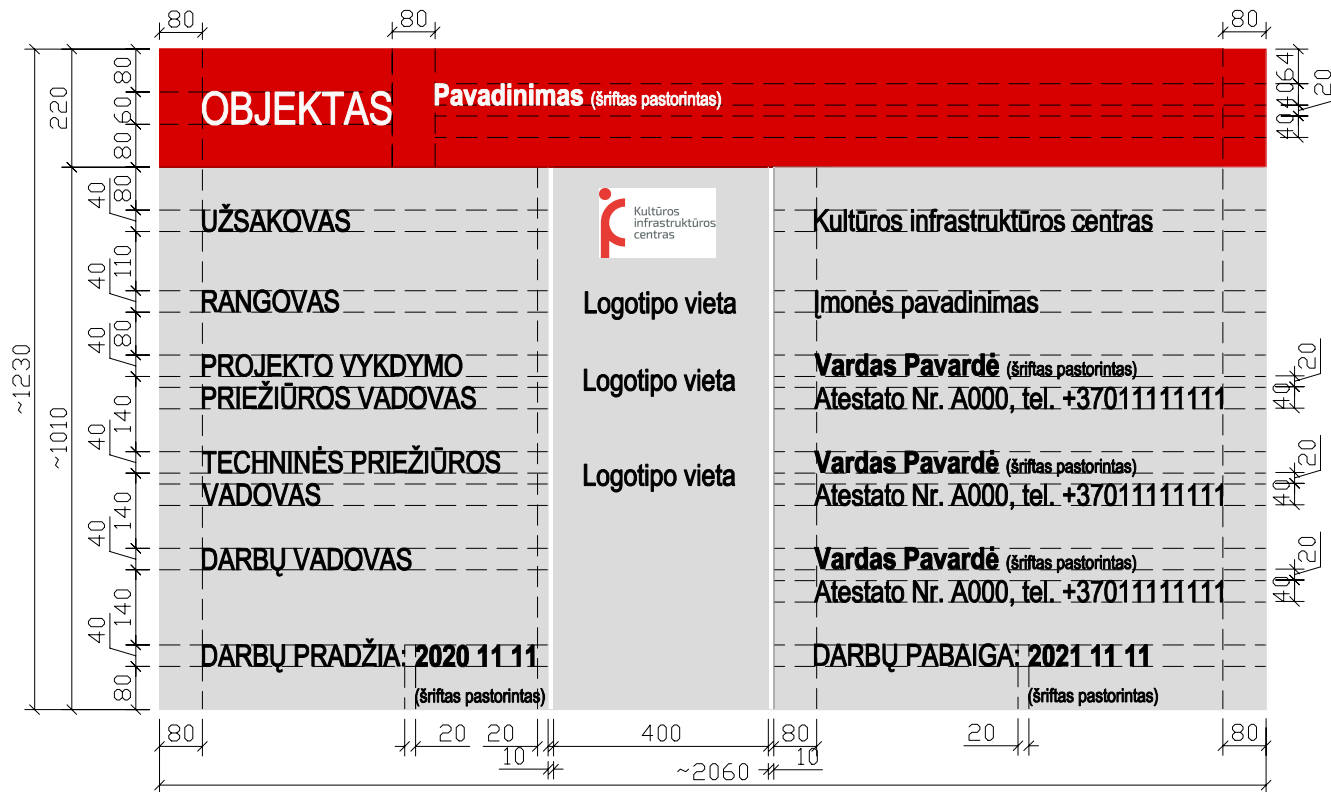 80 80 80
OBJEKTAS
Pavadinimas (šriftas pastorintas)
220
80
60
80
64
40
20
40
UŽSAKOVAS
Kultūros
infrastruktūros
centras
Kultūros infrastruktūros centras
RANGOVAS
Logotipo vieta
Įmonės pavadinimas
PROJEKTO VYKDYMO
PRIEŽIŪROS VADOVAS
Logotipo vieta
Vardas Pavardė (šriftas pastorintas)
Atestato Nr. A000, tel. +37011111111
TECHNINĖS PRIEŽIŪROS
VADOVAS
Logotipo vieta
Vardas Pavardė (šriftas pastorintas)
Atestato Nr. A000, tel. +37011111111
DARBŲ VADOVAS
Vardas Pavardė (šriftas pastorintas)
Atestato Nr. A000, tel. +37011111111
DARBŲ PRADŽIA: 2020 11 11
(šriftas pastorintas)
DARBŲ PABAIGA: 2021 11 11
(šriftas pastorintas)
~1230
~1010
40
80
40
110
40
80
40
140
40
140
40
140
80
20
40
20
40
20
40
80 20 20 400 80 20 80
10 ~2060 10